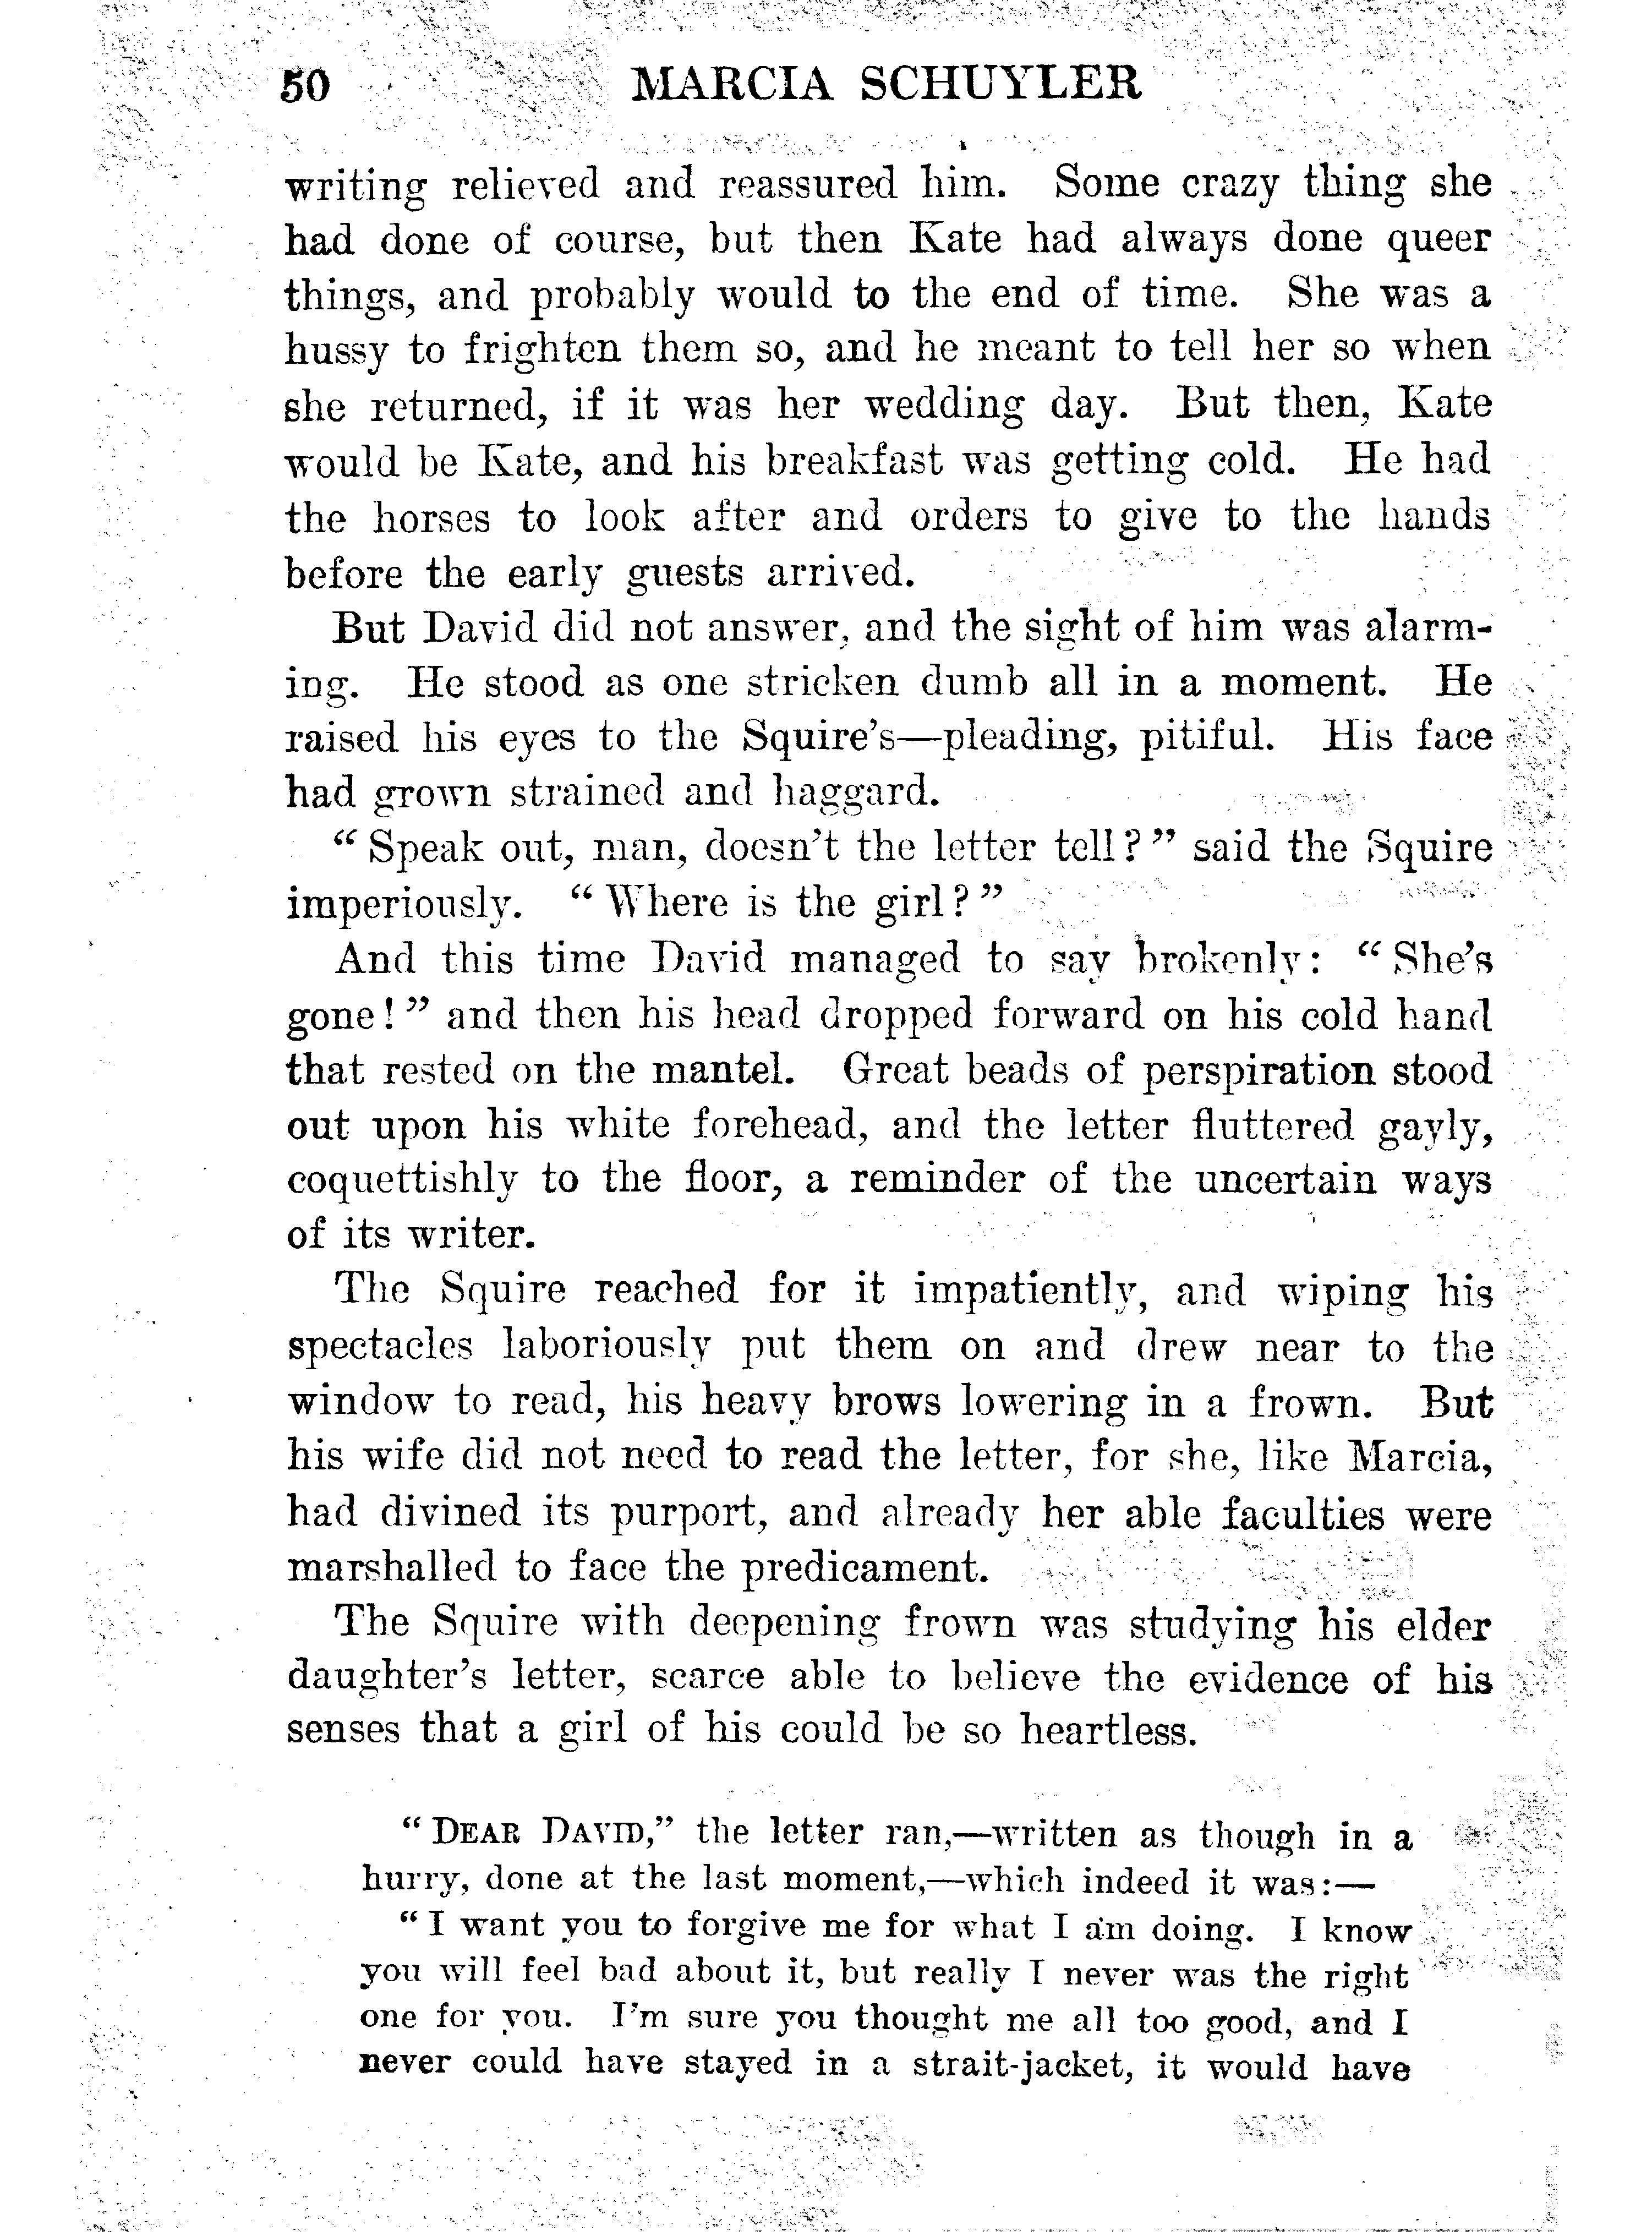 50 MARCIA SCHUYLER
writing relieved and reassured him. Some crazy thing she
had done of course, but then Kate had always done queer
things, and probably would to the end of time. She was a
hussy to frighten them so, and he meant to tell her so when
she returned, if it was her wedding day. But then, Kate
would be Kate, and his breakfast was getting cold. He had
the horses to look after and orders to give to the hands
before the early guests arrived.
But David did not answer, and the sight of him was alarm-
ing. He stood as one stricken dumb all in a moment. He
raised his eyes to the Squire's—pleading, pitiful. His face
had grown strained and haggard.
“Speak out, man, doesn't the letter tell?” said the Squire
imperiously. “Where is the girl?”
And this time David managed to say brokenly: “She's
gone!” and then his head dropped forward on his cold hand
that rested on the mantel. Great beads of perspiration stood
out upon his white forehead, and the letter fluttered gayly,
coquettishly to the floor, a reminder of the uncertain ways
of its writer.
The Squire reached for it impatiently, and wiping his
spectacles laboriously put them on and drew near to the
window to read, his heavy brows lowering in a frown. But
his wife did not need to read the letter, for she, like Marcia,
had divined its purport, and already her able faculties were
marshalled to face the predicament.
The Squire with deepening frown was studying his elder
daughter's letter, scarce able to believe the evidence of his
senses that a girl of his could be so heartless.
“DEAR DAVID,” the letter ran,—written as though in a
hurry, done at the last moment,—which indeed it was:—
“I want you to forgive me for what I am doing. I know
you will feel bad about it, but really I never was the right
one for you. I'm sure you thought me all too good, and I
never could have stayed in a strait-jacket, it would have